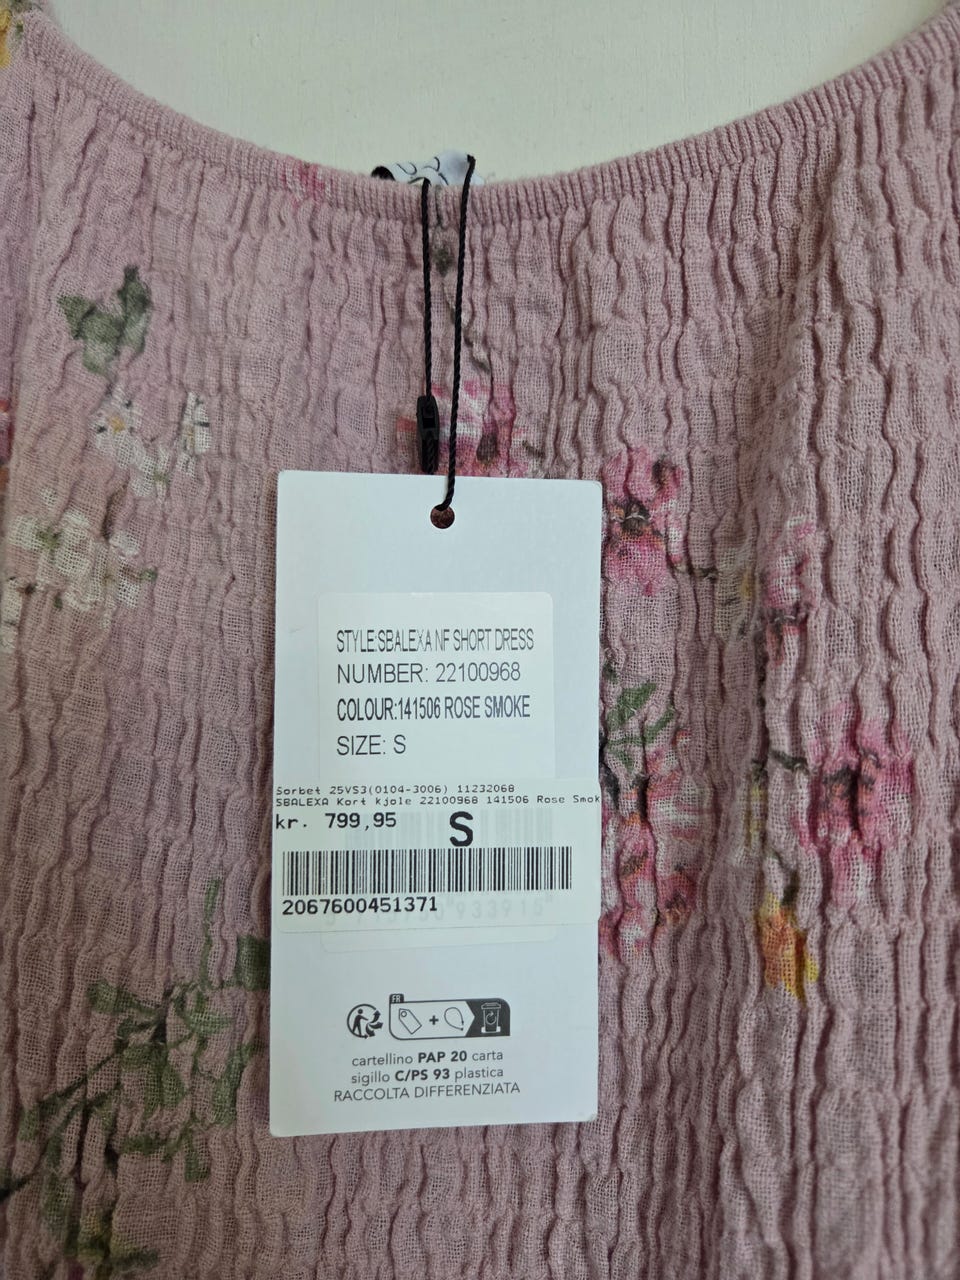 STYLE:SBALEXA NF SHORT DRESS
NUMBER: 22100968
COLOUR:141506 ROSE SMOKE
SIZE: S
Sorbet 25VS3(0104-3006) 11232068
SBALEXA Kort kjole 22100968 141506 Rose Smok
kr. 799,95
S
2067600451371
FR
cartellino PAP 20 carta
sigillo C/PS 93 plastica
RACCOLTA DIFFERENZIATA